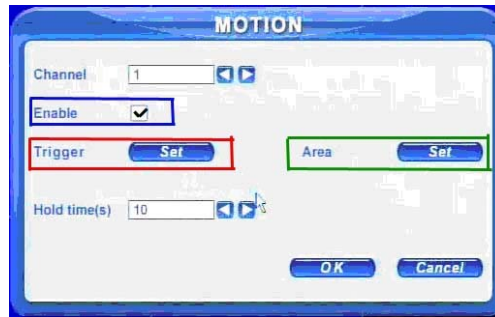 MOTION
Channel 1
Enable
Trigger Set Area Set
Hold time(s) 10
OK Cancel